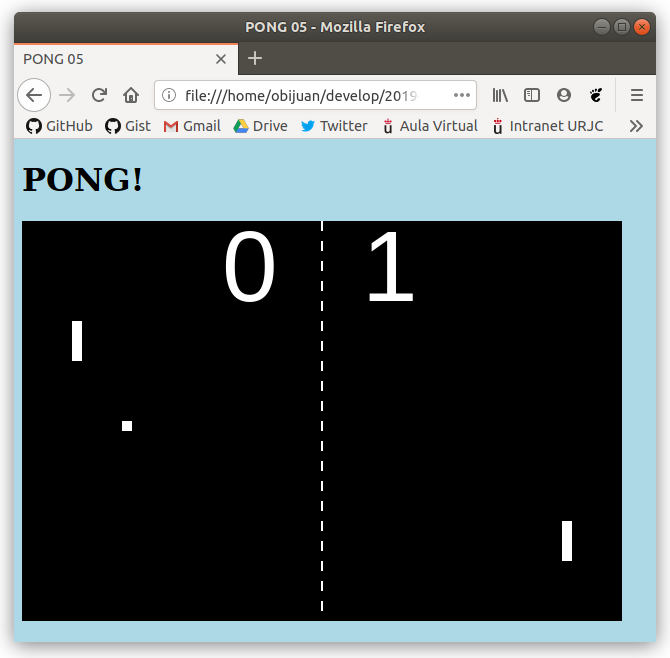 PONG 05 - Mozilla Firefox
PONG 05
file:///home/obijuan/develop/2019
GitHub Gist Gmail Drive Twitter Aula Virtual Intranet URJC
PONG!
0 1